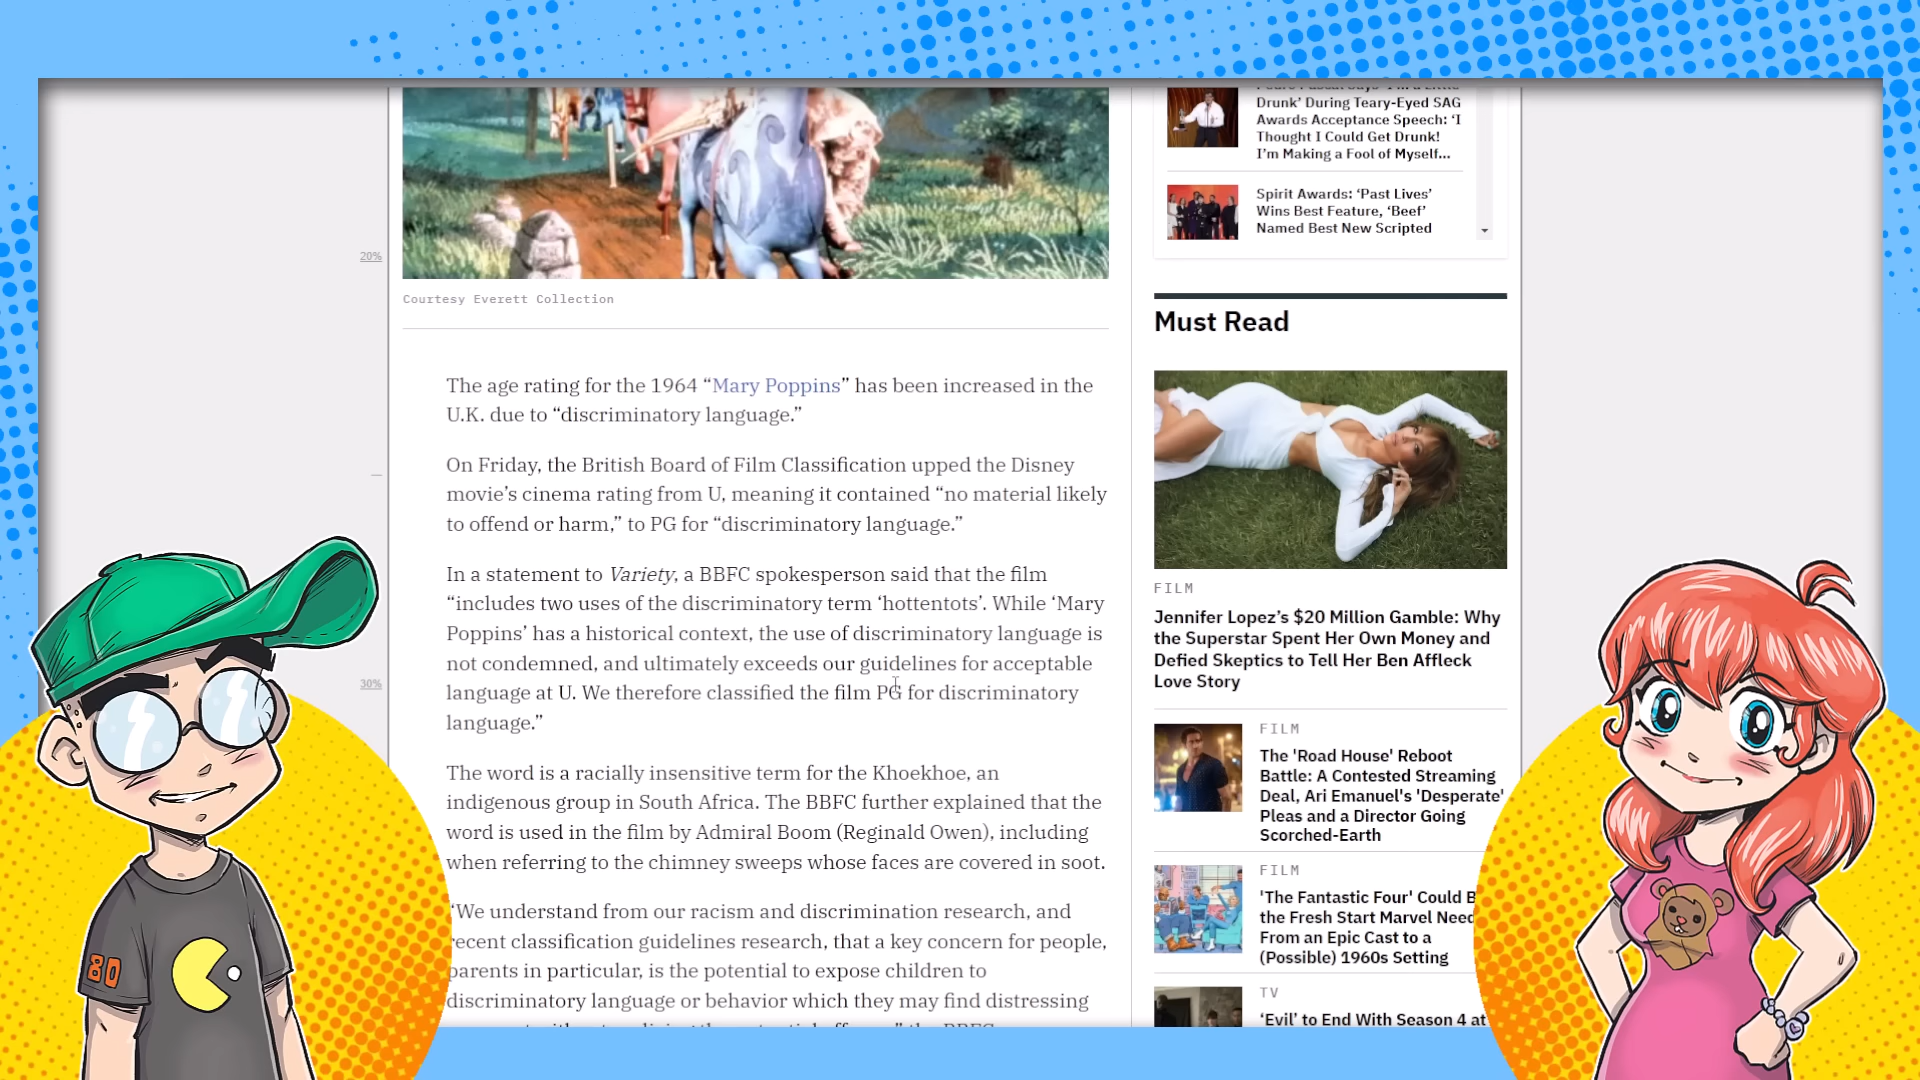 20%
Courtesy Everett Collection
The age rating for the 1964 “Mary Poppins” has been increased in the
U.K. due to “discriminatory language.”
On Friday, the British Board of Film Classification upped the Disney
movie’s cinema rating from U, meaning it contained “no material likely
to offend or harm,” to PG for “discriminatory language.”
In a statement to Variety, a BBFC spokesperson said that the film
“includes two uses of the discriminatory term ‘hottentots’. While ‘Mary
Poppins’ has a historical context, the use of discriminatory language is
not condemned, and ultimately exceeds our guidelines for acceptable
language at U. We therefore classified the film PG for discriminatory
language.”
30%
The word is a racially insensitive term for the Khoekhoe, an
indigenous group in South Africa. The BBFC further explained that the
word is used in the film by Admiral Boom (Reginald Owen), including
when referring to the chimney sweeps whose faces are covered in soot.
“We understand from our racism and discrimination research, and
recent classification guidelines research, that a key concern for people,
parents in particular, is the potential to expose children to
discriminatory language or behavior which they may find distressing
Drunk’ During Teary-Eyed SAG
Awards Acceptance Speech: ‘I
Thought I Could Get Drunk!
I’m Making a Fool of Myself...
Spirit Awards: ‘Past Lives’
Wins Best Feature, ‘Beef’
Named Best New Scripted
Must Read
FILM
Jennifer Lopez’s $20 Million Gamble: Why
the Superstar Spent Her Own Money and
Defied Skeptics to Tell Her Ben Affleck
Love Story
FILM
The 'Road House' Reboot
Battle: A Contested Streaming
Deal, Ari Emanuel's 'Desperate'
Pleas and a Director Going
Scorched-Earth
FILM
'The Fantastic Four' Could B
the Fresh Start Marvel Need
From an Epic Cast to a
(Possible) 1960s Setting
TV
‘Evil’ to End With Season 4 at
80